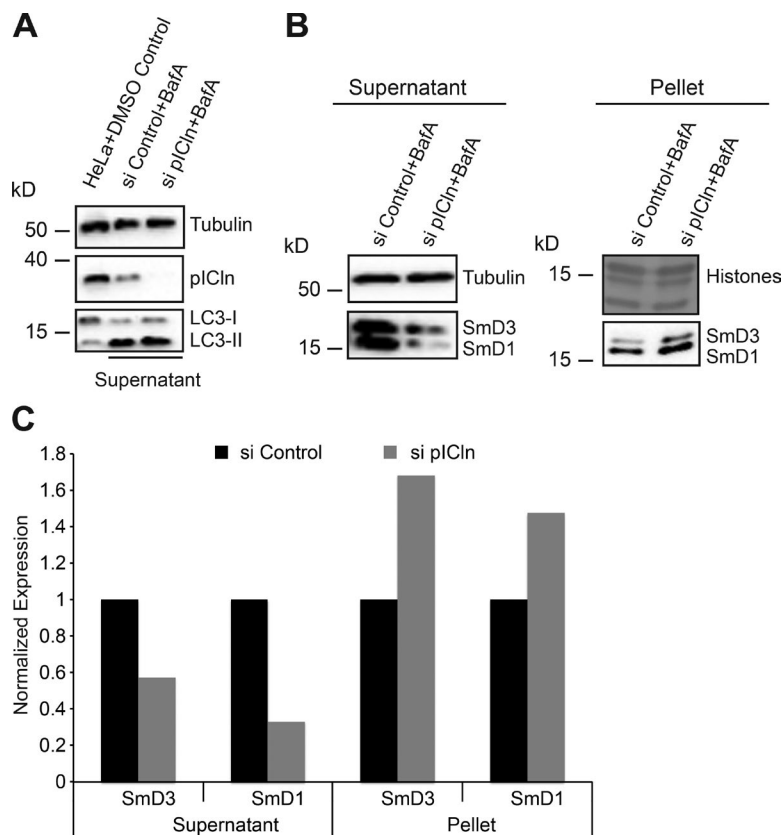 A
HeLa+DMSO Control
si Control+BafA
si pICln+BafA
kD
50
Tubulin
40
pICln
15
LC3-I
LC3-II
Supernatant
B
Supernatant
si Control+BafA
si pICln+BafA
kD
50
Tubulin
15
SmD3
SmD1
Pellet
si Control+BafA
si pICln+BafA
kD
15
Histones
SmD3
15
SmD1
C
si Control
si pICln
Normalized Expression
1.8
1.6
1.4
1.2
1
0.8
0.6
0.4
0.2
0
SmD3 SmD1 SmD3 SmD1
Supernatant Pellet